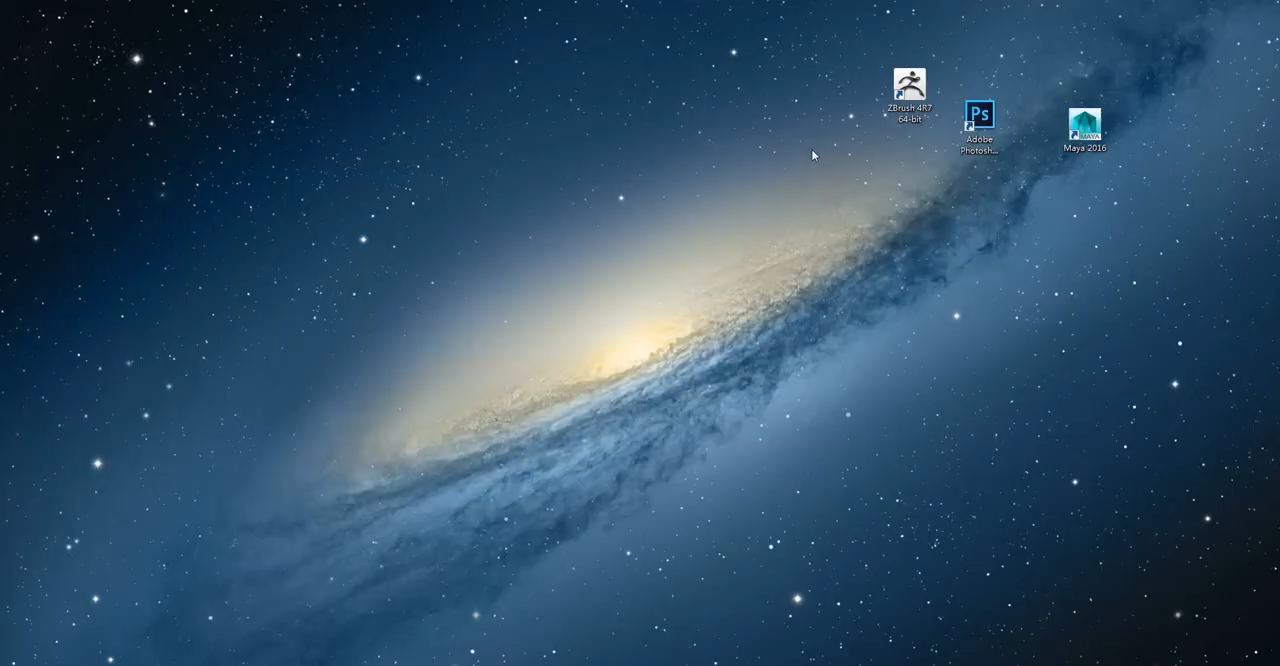 ZBrush 4R7
64-bit
Ps
Adobe
Photosh...
MAYA
Maya 2016